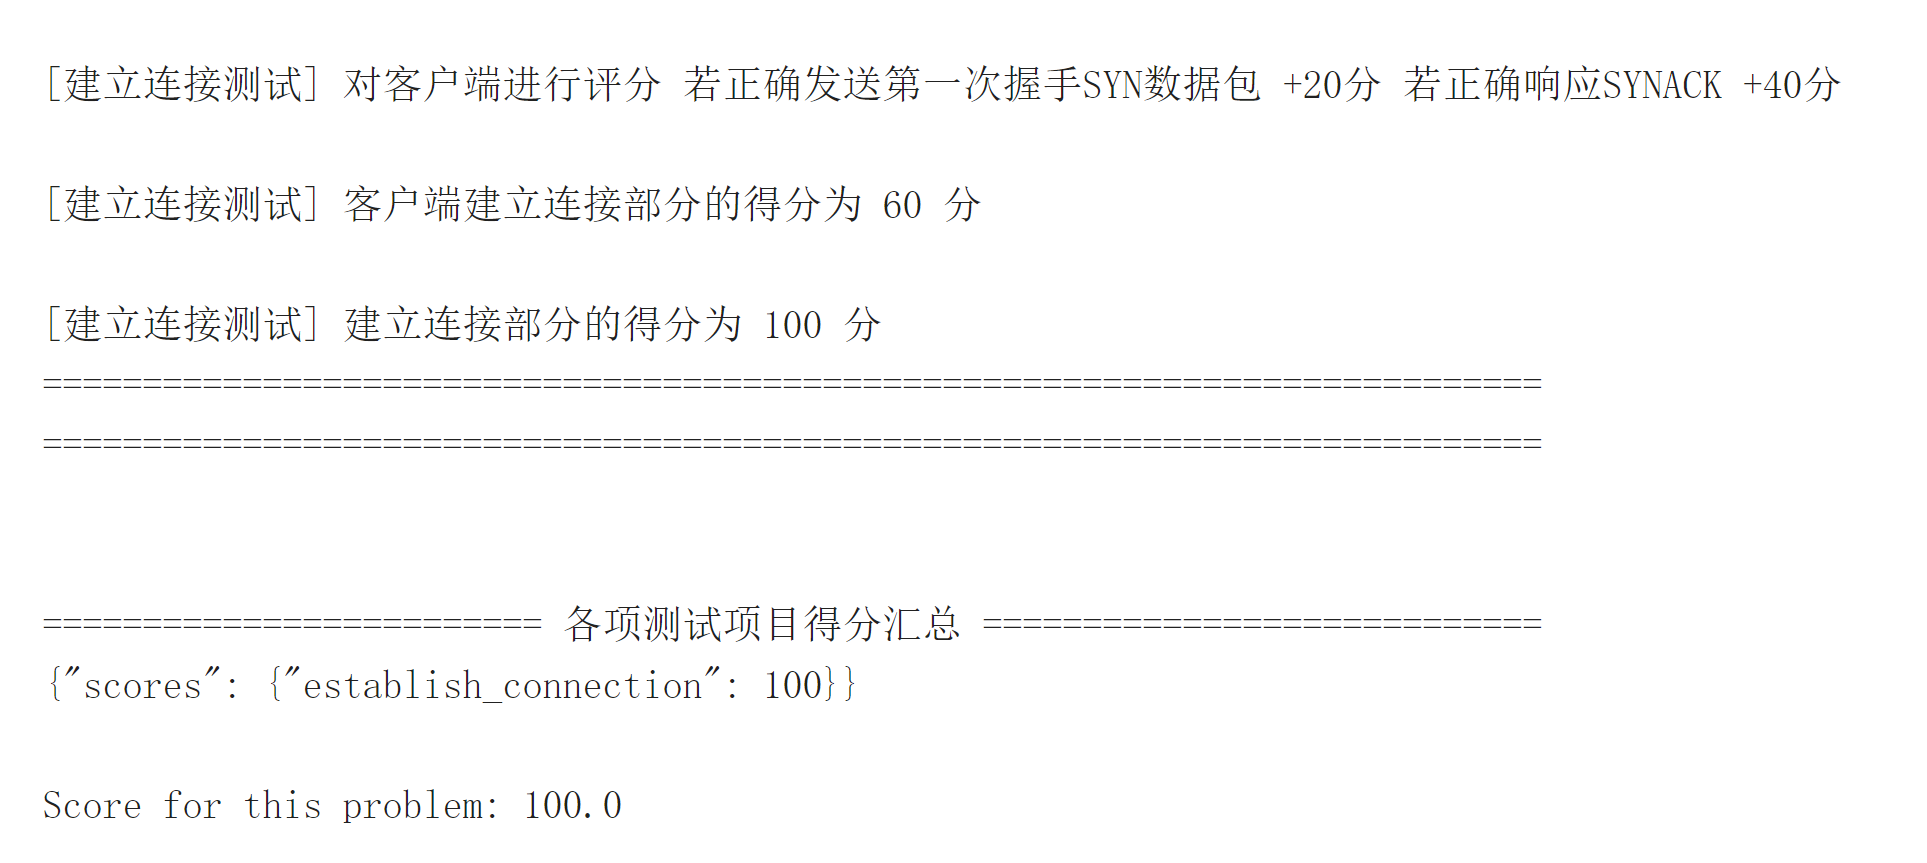 [建立连接测试] 对客户端进行评分 若正确发送第一次握手SYN数据包 +20分 若正确响应SYNACK +40分
[建立连接测试] 客户端建立连接部分的得分为 60 分
[建立连接测试] 建立连接部分的得分为 100 分
===========================================================================
===========================================================================
========================= 各项测试项目得分汇总 ============================
{"scores": {"establish_connection": 100}}
Score for this problem: 100.0